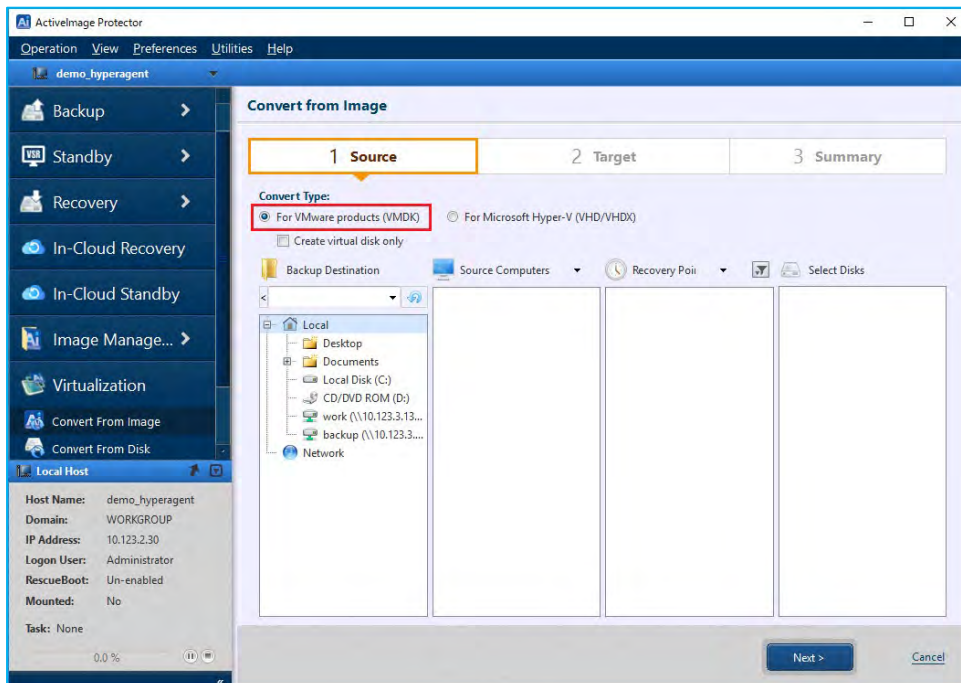 ActiveImage Protector
Operation View Preferences Utilities Help
demo_hyperagent
Backup
Standby
Recovery
In-Cloud Recovery
In-Cloud Standby
Image Manage...
Virtualization
Convert From Image
Convert From Disk
Local Host
Host Name: demo_hyperagent
Domain: WORKGROUP
IP Address: 10.123.2.30
Logon User: Administrator
RescueBoot: Un-enabled
Mounted: No
Task: None
0.0 %
Convert from Image
1 Source 2 Target 3 Summary
Convert Type:
For VMware products (VMDK) For Microsoft Hyper-V (VHD/VHDX)
Create virtual disk only
Backup Destination Source Computers Recovery Poi Select Disks
Local
Desktop
Documents
Local Disk (C:)
CD/DVD ROM (D:)
work (\\10.123.3.13...
backup (\\10.123.3....
Network
Next > Cancel